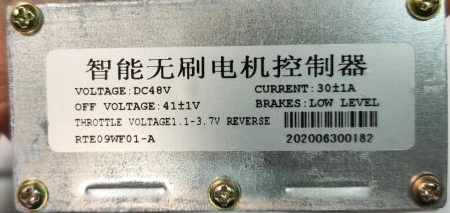 智能无刷电机控制器
VOLTAGE:DC48V CURRENT:30±1A
OFF VOLTAGE:41±1V BRAKES:LOW LEVEL
THROTTLE VOLTAGE1.1-3.7V REVERSE
RTE09WF01-A 202006300182